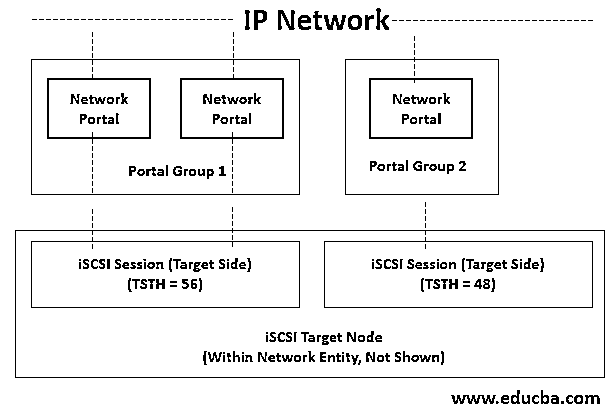 IP Network
Network
Portal
Network
Portal
Network
Portal
Portal Group 1
Portal Group 2
iSCSI Session (Target Side)
(TSTH = 56)
iSCSI Session (Target Side)
(TSTH = 48)
iSCSI Target Node
(Within Network Entity, Not Shown)
www.educba.com